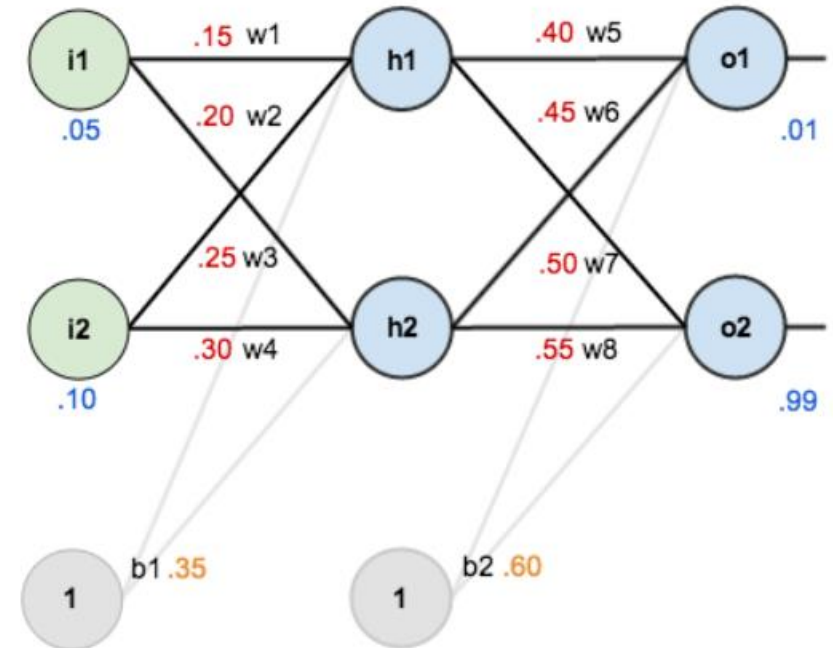 .15 w1
.40 w5
i1
h1
o1
.20 w2
.45 w6
.05
.01
.25 w3
.50 w7
i2
h2
o2
.30 w4
.55 w8
.10
.99
b1 .35
b2 .60
1
1